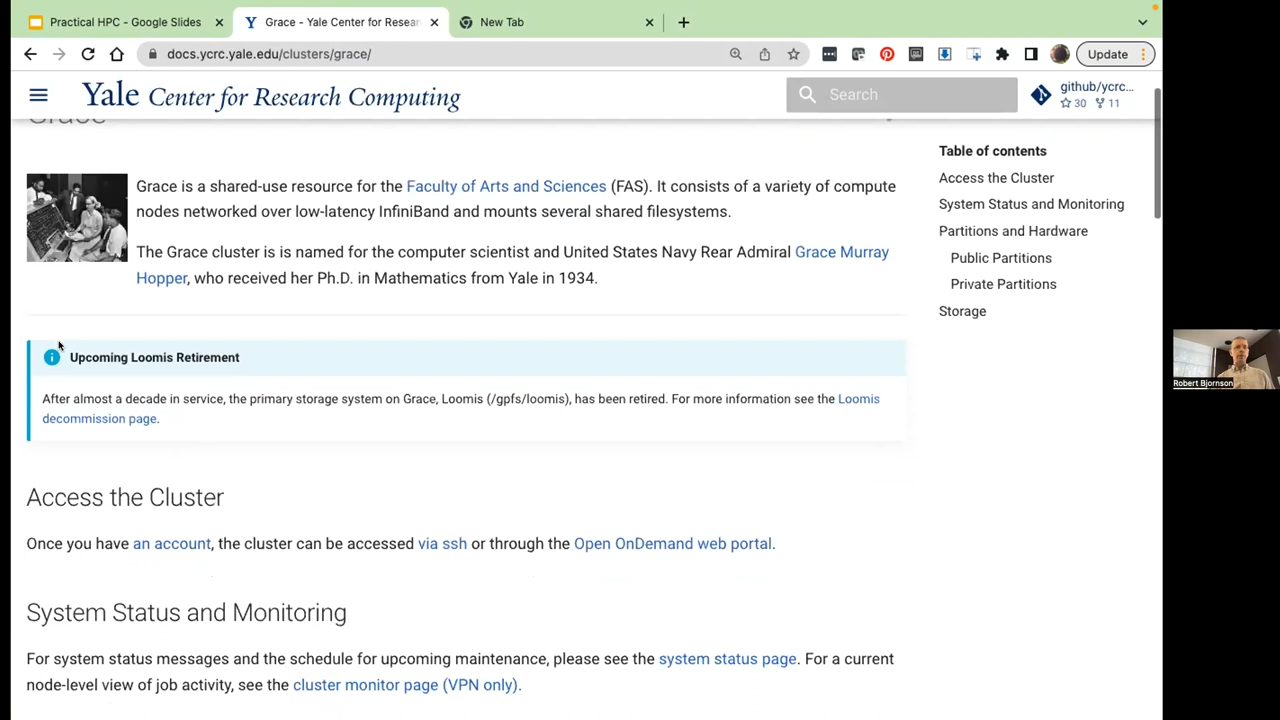 Practical HPC - Google Slides
Grace - Yale Center for Resear
New Tab
docs.ycrc.yale.edu/clusters/grace/
Update
Yale Center for Research Computing
Search
github/ycrc...
30 11
Grace
Grace is a shared-use resource for the Faculty of Arts and Sciences (FAS). It consists of a variety of compute
nodes networked over low-latency InfiniBand and mounts several shared filesystems.
The Grace cluster is is named for the computer scientist and United States Navy Rear Admiral Grace Murray
Hopper, who received her Ph.D. in Mathematics from Yale in 1934.
Upcoming Loomis Retirement
After almost a decade in service, the primary storage system on Grace, Loomis (/gpfs/loomis), has been retired. For more information see the Loomis
decommission page.
Access the Cluster
Once you have an account, the cluster can be accessed via ssh or through the Open OnDemand web portal.
System Status and Monitoring
For system status messages and the schedule for upcoming maintenance, please see the system status page. For a current
node-level view of job activity, see the cluster monitor page (VPN only).
Table of contents
Access the Cluster
System Status and Monitoring
Partitions and Hardware
Public Partitions
Private Partitions
Storage
Robert Bjornson